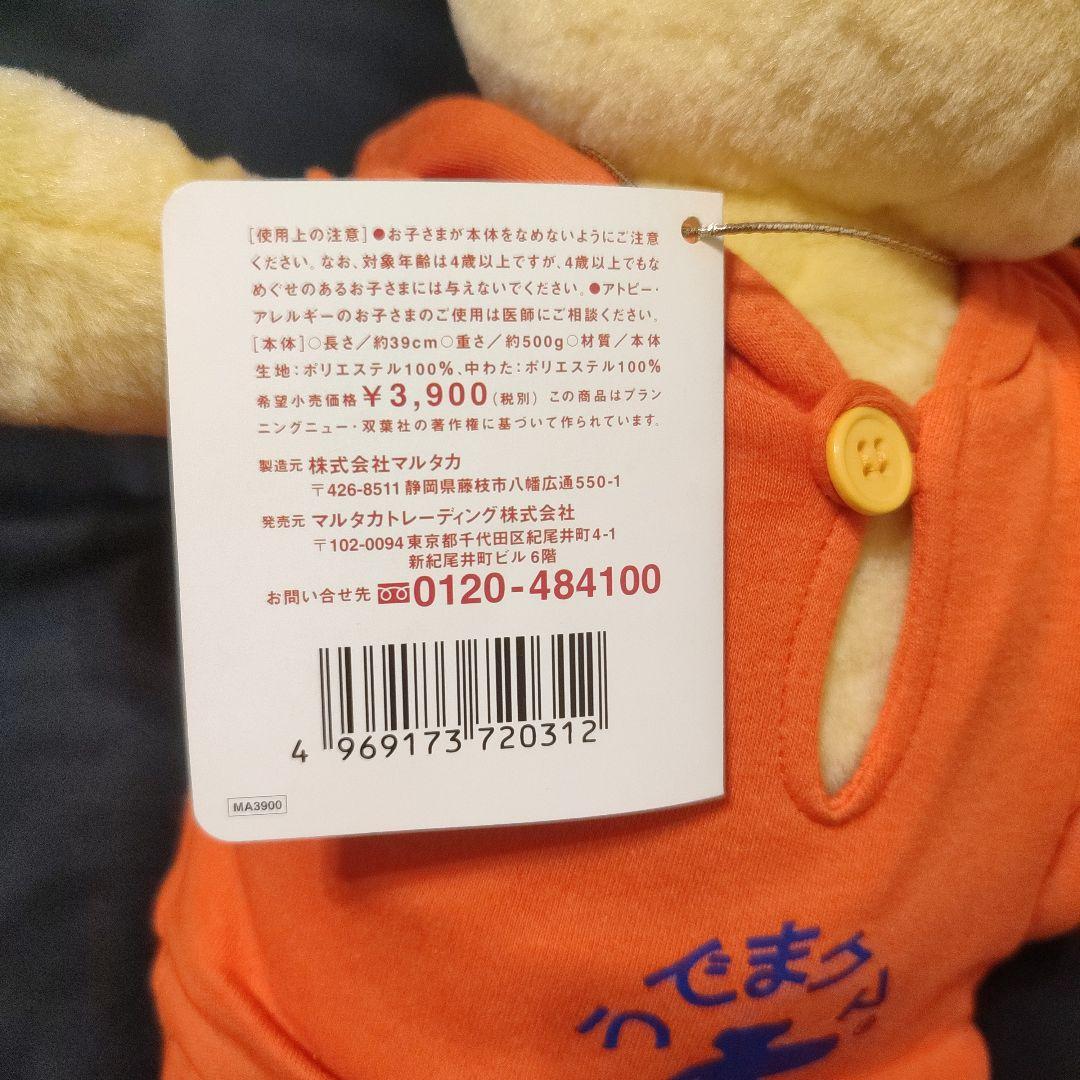 [使用上の注意]●お子さまが本体をなめないようにご注意
ください。なお、対象年齢は4歳以上ですが、4歳以上でもな
めぐせのあるお子さまには与えないでください。●アトピー・
アレルギーのお子さまのご使用は医師にご相談ください。
[本体]○長さ／約39cm○重さ／約500g○材質／本体
生地：ポリエステル100%、中わた：ポリエステル100%
希望小売価格￥3,900(税別) この商品はプラン
ニングニュー・双葉社の著作権に基づいて作られています。
製造元 株式会社マルタカ
〒426-8511 静岡県藤枝市八幡広通550-1
発売元 マルタカトレーディング株式会社
〒102-0094 東京都千代田区紀尾井町4-1
新紀尾井町ビル 6階
お問い合せ先 0120-484100
4 969173 720312
MA3900